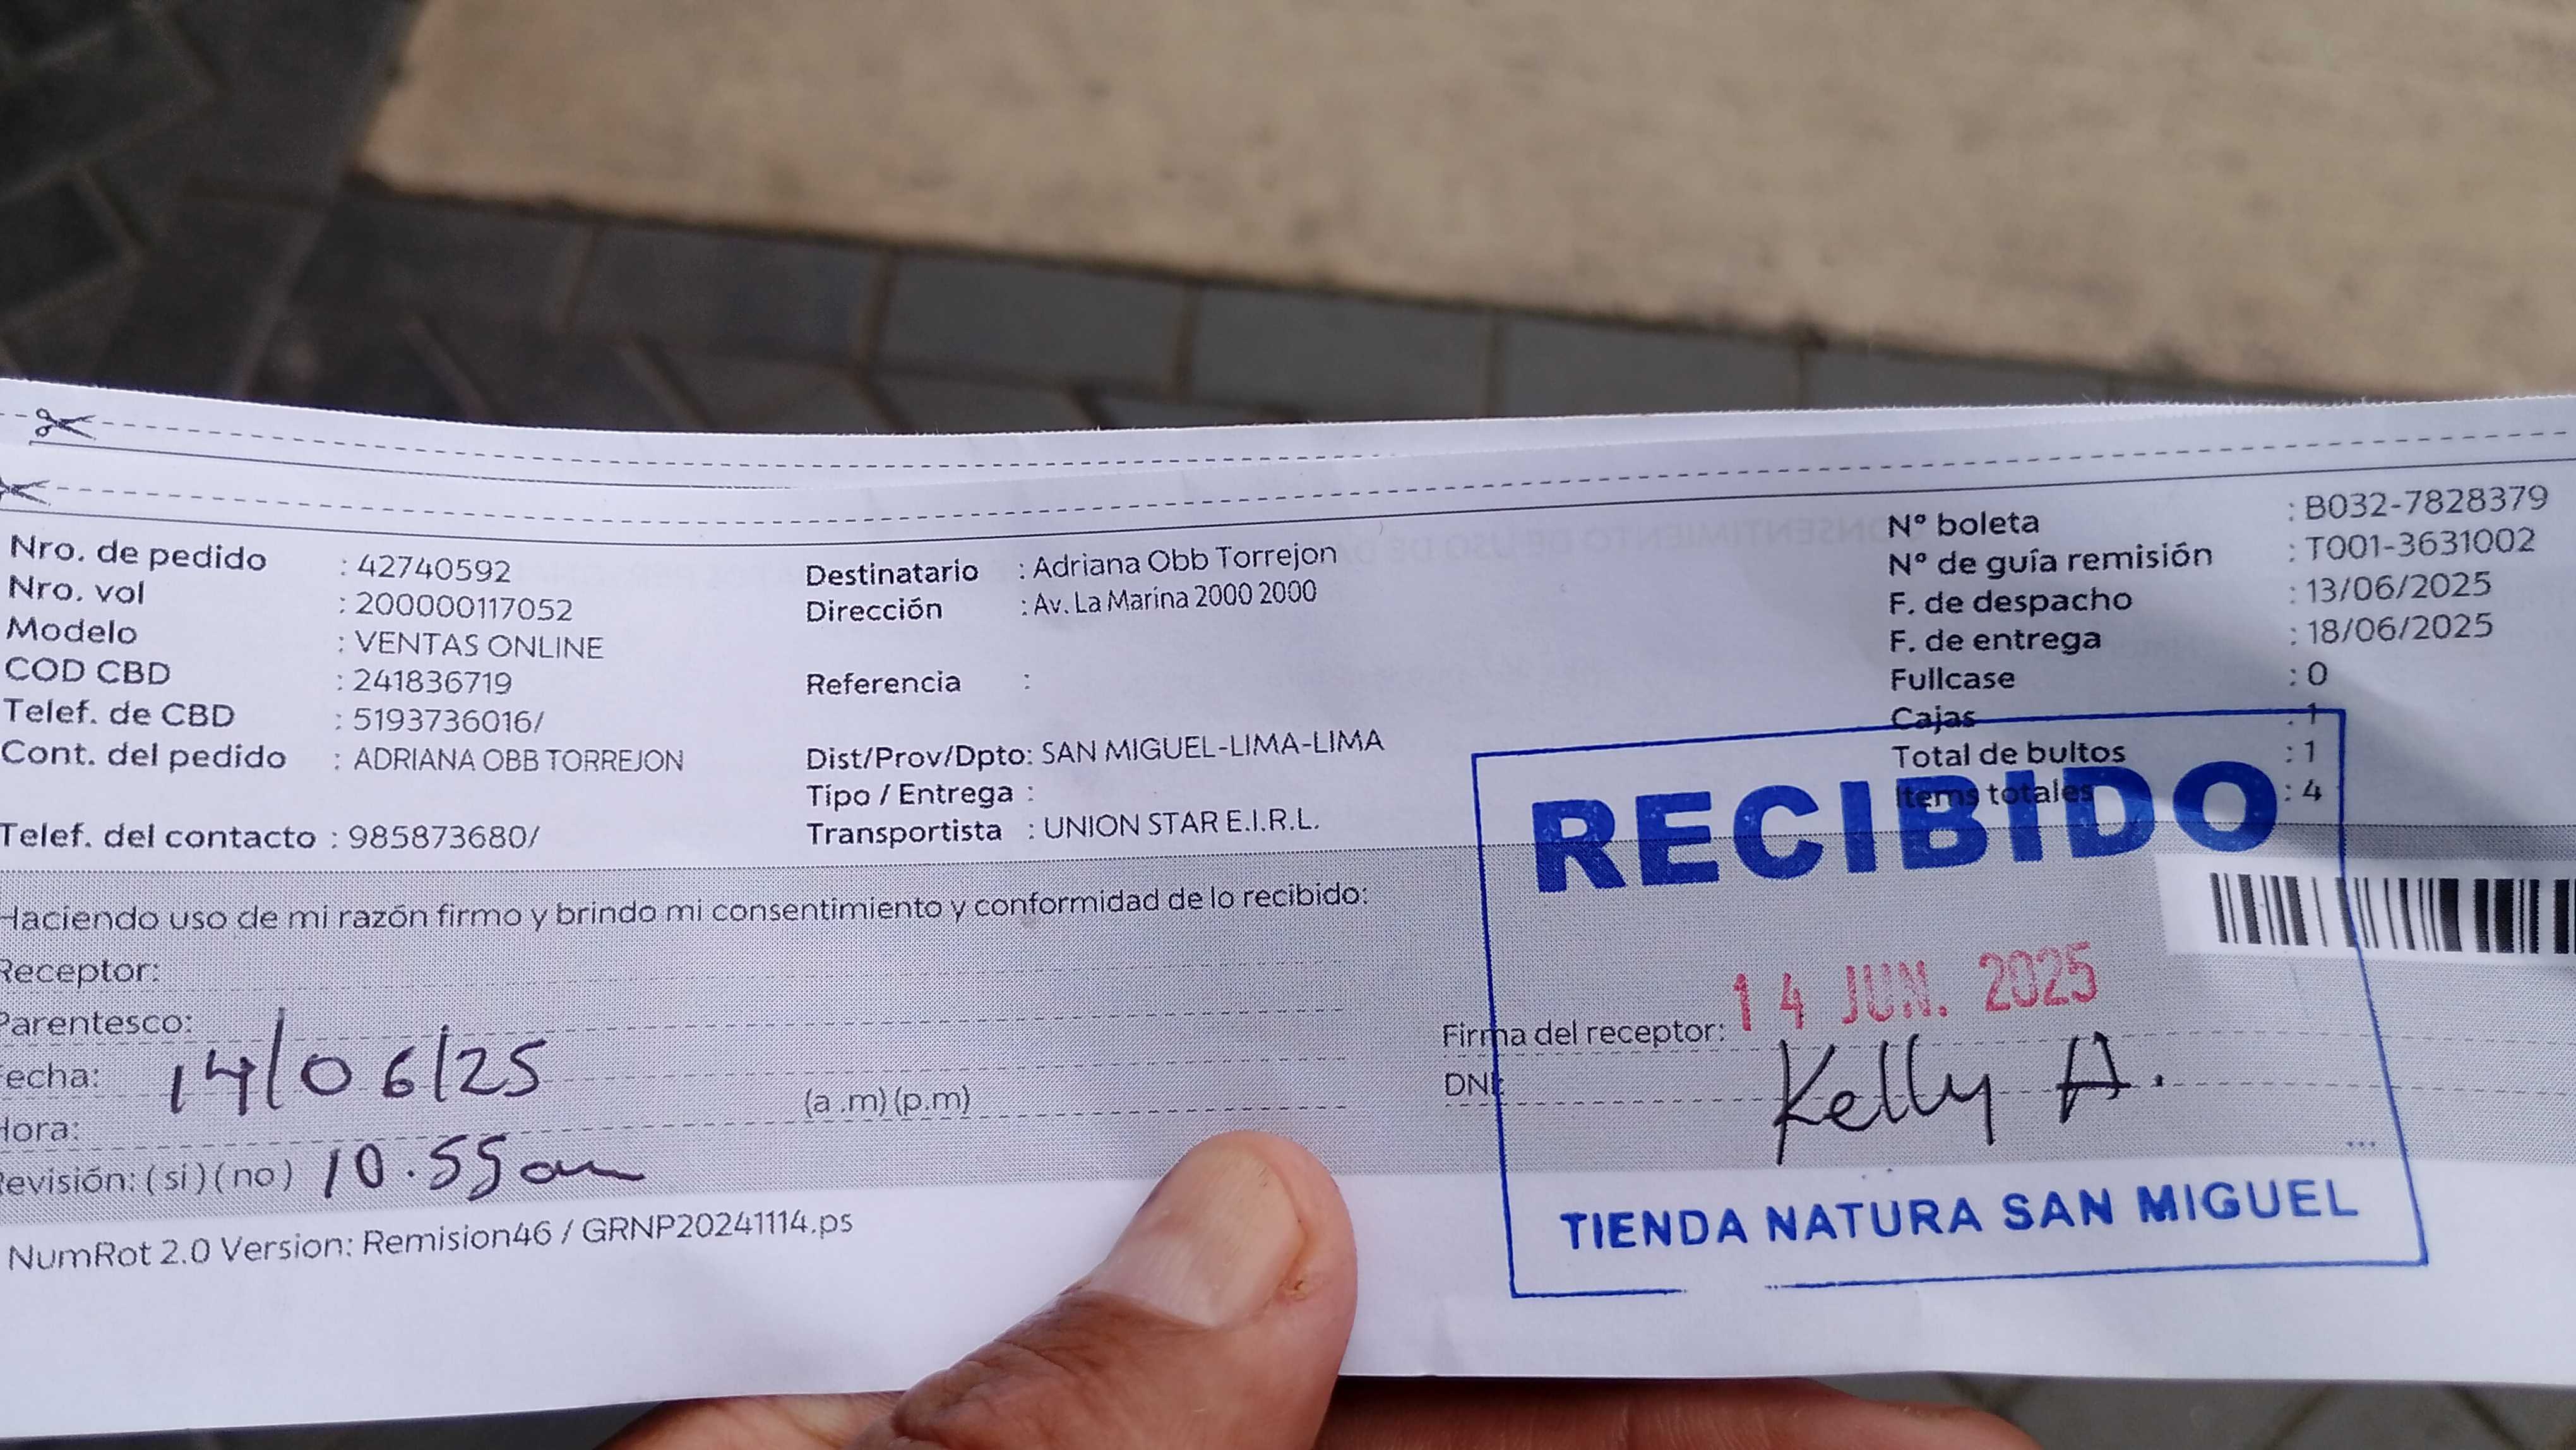 Nro. de pedido : 42740592
Nro. vol : 200000117052
Modelo : VENTAS ONLINE
COD CBD : 241836719
Telef. de CBD : 5193736016/
Cont. del pedido : ADRIANA OBB TORREJON
Telef. del contacto : 985873680/
Destinatario : Adriana Obb Torrejon
Dirección : Av. La Marina 2000 2000
Referencia :
Dist/Prov/Dpto: SAN MIGUEL-LIMA-LIMA
Tipo / Entrega :
Transportista : UNION STAR E.I.R.L.
N° boleta : B032-7828379
N° de guía remisión : T001-3631002
F. de despacho : 13/06/2025
F. de entrega : 18/06/2025
Fullcase : 0
Cajas : 1
Total de bultos : 1
Items totales : 4
RECIBIDO
Haciendo uso de mi razón firmo y brindo mi consentimiento y conformidad de lo recibido:
Receptor:
Parentesco:
Fecha: 14/06/25
Hora: (a .m) (p.m)
Revisión: (si) (no) 10.55am
14 JUN. 2025
Firma del receptor:
Kelly A.
DNI:
TIENDA NATURA SAN MIGUEL
NumRot 2.0 Version: Remision46 / GRNP20241114.ps